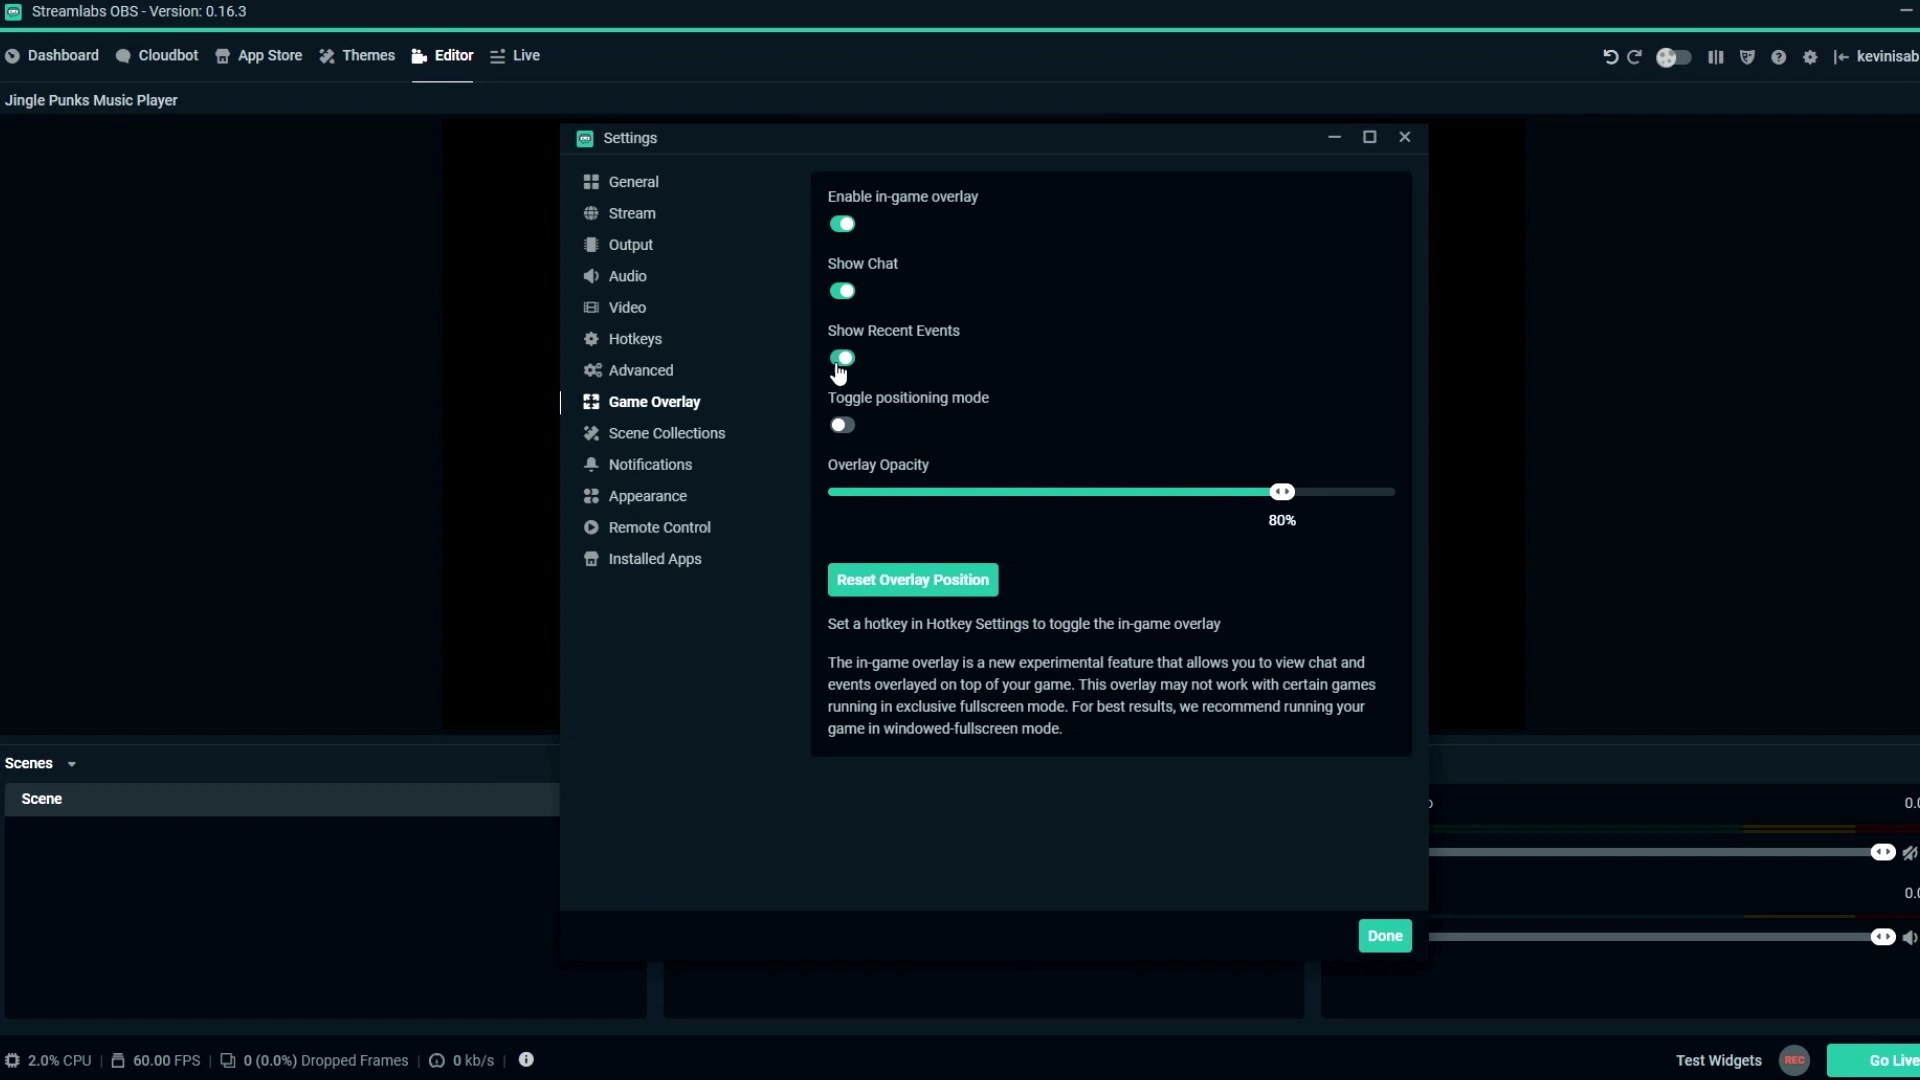 Streamlabs OBS - Version: 0.16.3
Dashboard Cloudbot App Store Themes Editor Live
kevinisab
Jingle Punks Music Player
Settings
General
Stream
Output
Audio
Video
Hotkeys
Advanced
Game Overlay
Scene Collections
Notifications
Appearance
Remote Control
Installed Apps
Enable in-game overlay
Show Chat
Show Recent Events
Toggle positioning mode
Overlay Opacity
80%
Reset Overlay Position
Set a hotkey in Hotkey Settings to toggle the in-game overlay
The in-game overlay is a new experimental feature that allows you to view chat and
events overlayed on top of your game. This overlay may not work with certain games
running in exclusive fullscreen mode. For best results, we recommend running your
game in windowed-fullscreen mode.
Done
Scenes
Scene
2.0% CPU 60.00 FPS 0 (0.0%) Dropped Frames 0 kb/s
Test Widgets REC Go Live